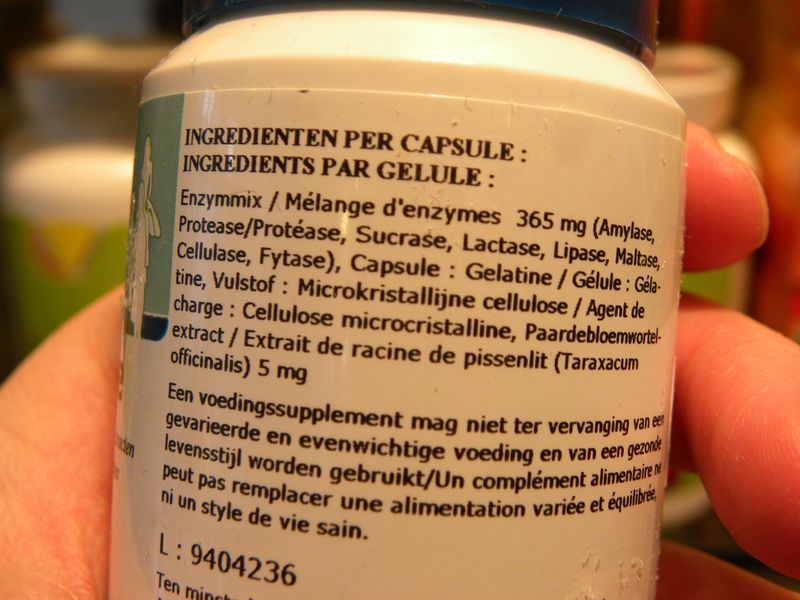 INGREDIENTEN PER CAPSULE :
INGREDIENTS PAR GELULE :
Enzymmix / Mélange d'enzymes 365 mg (Amylase,
Protease/Protéase, Sucrase, Lactase, Lipase, Maltase,
Cellulase, Fytase), Capsule : Gelatine / Gélule : Géla-
tine, Vulstof : Microkristallijne cellulose / Agent de
charge : Cellulose microcristalline, Paardebloemwortel-
extract / Extrait de racine de pissenlit (Taraxacum
officinalis) 5 mg
Een voedingssupplement mag niet ter vervanging van een
gevarieerde en evenwichtige voeding en van een gezonde
levensstijl worden gebruikt/Un complément alimentaire ne
peut pas remplacer une alimentation variée et équilibrée,
ni un style de vie sain.
L : 9404236
Ten